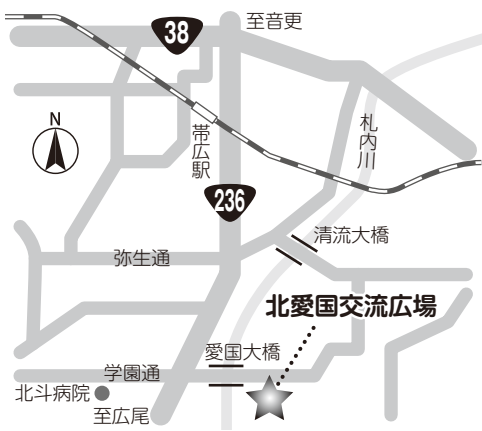 至音更
38
N
帯広駅
札内川
236
清流大橋
弥生通
北愛国交流広場
愛国大橋
学園通
北斗病院
至広尾